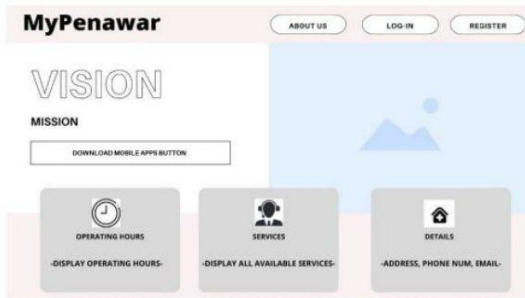 MyPenawar
ABOUT US
LOG-IN
REGISTER
VISION
MISSION
DOWNLOAD MOBILE APPS BUTTON
OPERATING HOURS
-DISPLAY OPERATING HOURS-
SERVICES
-DISPLAY ALL AVAILABLE SERVICES-
DETAILS
-ADDRESS, PHONE NUM, EMAIL-